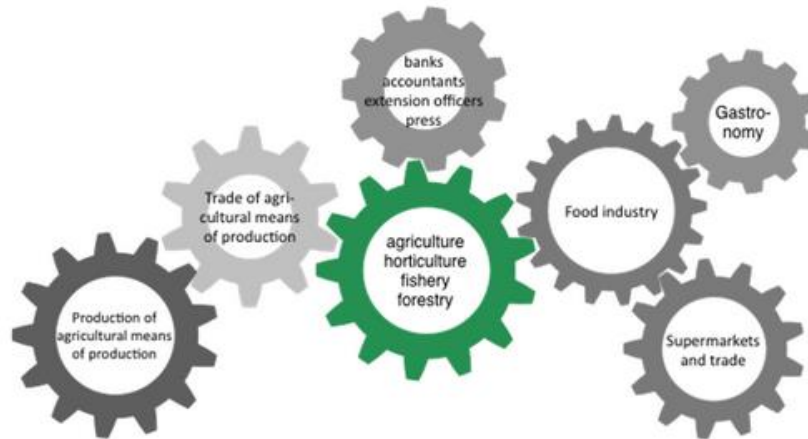 banks
accountants
extension officers
press
Gastro-
nomy
Trade of agri-
cultural means
of production
Food industry
agriculture
horticulture
fishery
forestry
Production of
agricultural means
of production
Supermarkets
and trade